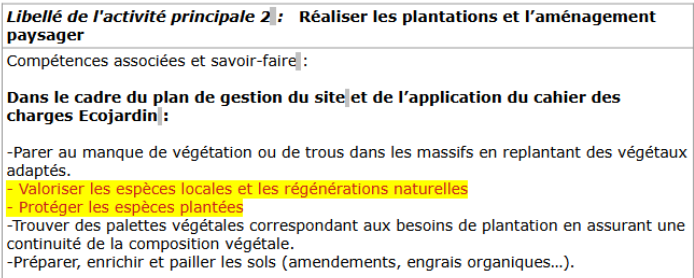 Libellé de l'activité principale 2 : Réaliser les plantations et l’aménagement
paysager
Compétences associées et savoir-faire :
Dans le cadre du plan de gestion du site et de l’application du cahier des
charges Ecojardin :
-Parer au manque de végétation ou de trous dans les massifs en replantant des végétaux
adaptés.
- Valoriser les espèces locales et les régénérations naturelles
- Protéger les espèces plantées
-Trouver des palettes végétales correspondant aux besoins de plantation en assurant une
continuité de la composition végétale.
-Préparer, enrichir et pailler les sols (amendements, engrais organiques…).